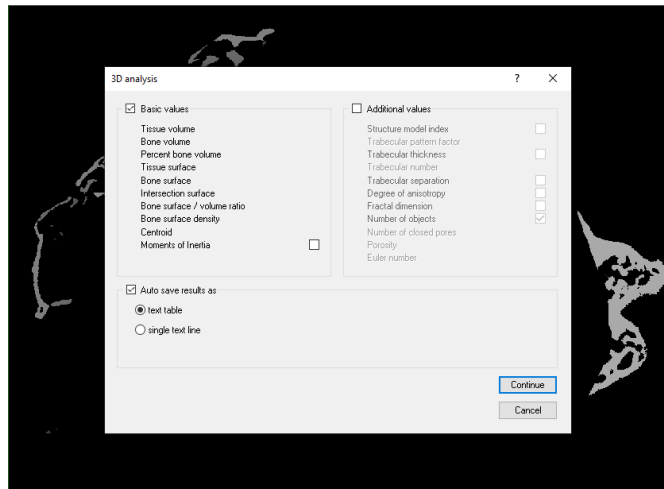 3D analysis
?
Basic values
Tissue volume
Bone volume
Percent bone volume
Tissue surface
Bone surface
Intersection surface
Bone surface / volume ratio
Bone surface density
Centroid
Moments of Inertia
Additional values
Structure model index
Trabecular pattern factor
Trabecular thickness
Trabecular number
Trabecular separation
Degree of anisotropy
Fractal dimension
Number of objects
Number of closed pores
Porosity
Euler number
Auto save results as
text table
single text line
Continue
Cancel